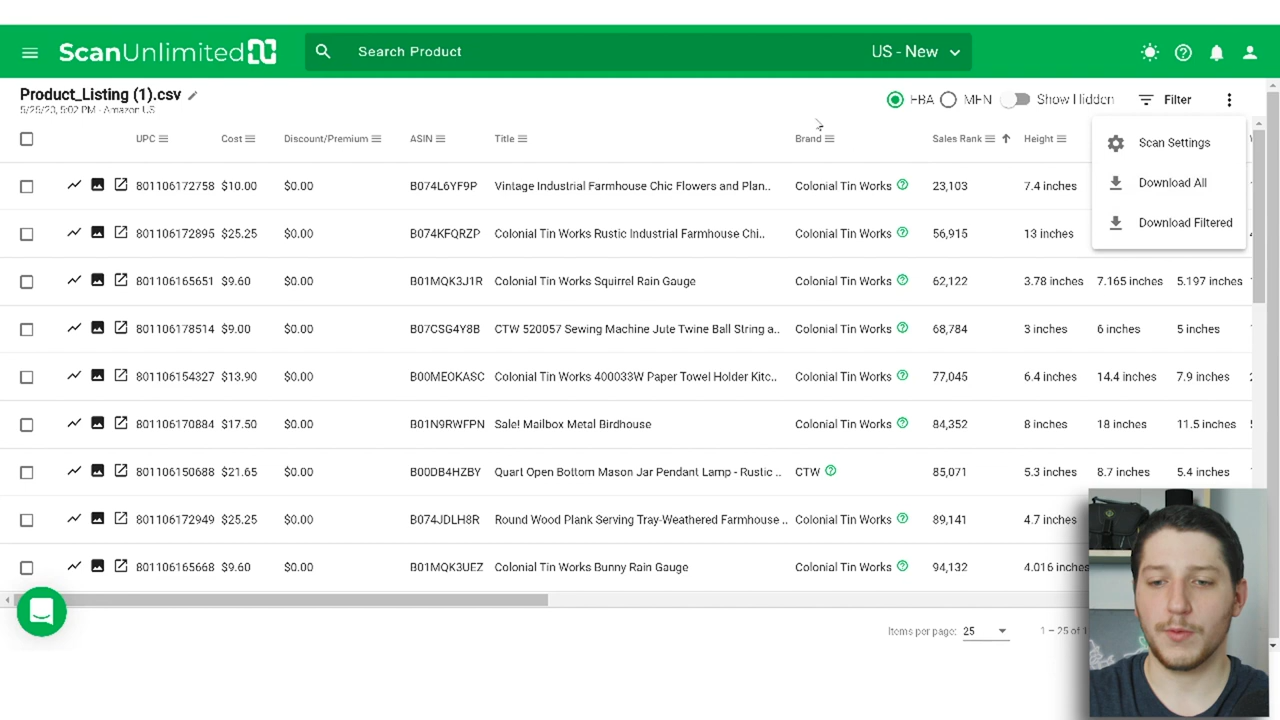 ScanUnlimited
Search Product
US - New
Product_Listing (1).csv
5/25/23, 5:02 PM - Amazon US
FBA
MFN
Show Hidden
Filter
UPC Cost Discount/Premium ASIN Title Brand Sales Rank Height
Scan Settings
Download All
Download Filtered
801106172758 $10.00 $0.00 B074L6YF9P Vintage Industrial Farmhouse Chic Flowers and Plan.. Colonial Tin Works 23,103 7.4 inches
801106172895 $25.25 $0.00 B074KFQRZP Colonial Tin Works Rustic Industrial Farmhouse Chi.. Colonial Tin Works 56,915 13 inches
801106165651 $9.60 $0.00 B01MQK3J1R Colonial Tin Works Squirrel Rain Gauge Colonial Tin Works 62,122 3.78 inches 7.165 inches 5.197 inches
801106178514 $9.00 $0.00 B07CSG4Y8B CTW 520057 Sewing Machine Jute Twine Ball String a.. Colonial Tin Works 68,784 3 inches 6 inches 5 inches
801106154327 $13.90 $0.00 B00MEOKASC Colonial Tin Works 400033W Paper Towel Holder Kitc.. Colonial Tin Works 77,045 6.4 inches 14.4 inches 7.9 inches
801106170884 $17.50 $0.00 B01N9RWFPN Sale! Mailbox Metal Birdhouse Colonial Tin Works 84,352 8 inches 18 inches 11.5 inches
801106150688 $21.65 $0.00 B00DB4HZBY Quart Open Bottom Mason Jar Pendant Lamp - Rustic .. CTW 85,071 5.3 inches 8.7 inches 5.4 inches
801106172949 $25.25 $0.00 B074JDLH8R Round Wood Plank Serving Tray-Weathered Farmhouse .. Colonial Tin Works 89,141 4.7 inches
801106165668 $9.60 $0.00 B01MQK3UEZ Colonial Tin Works Bunny Rain Gauge Colonial Tin Works 94,132 4.016 inches
Items per page: 25 1 – 25 of